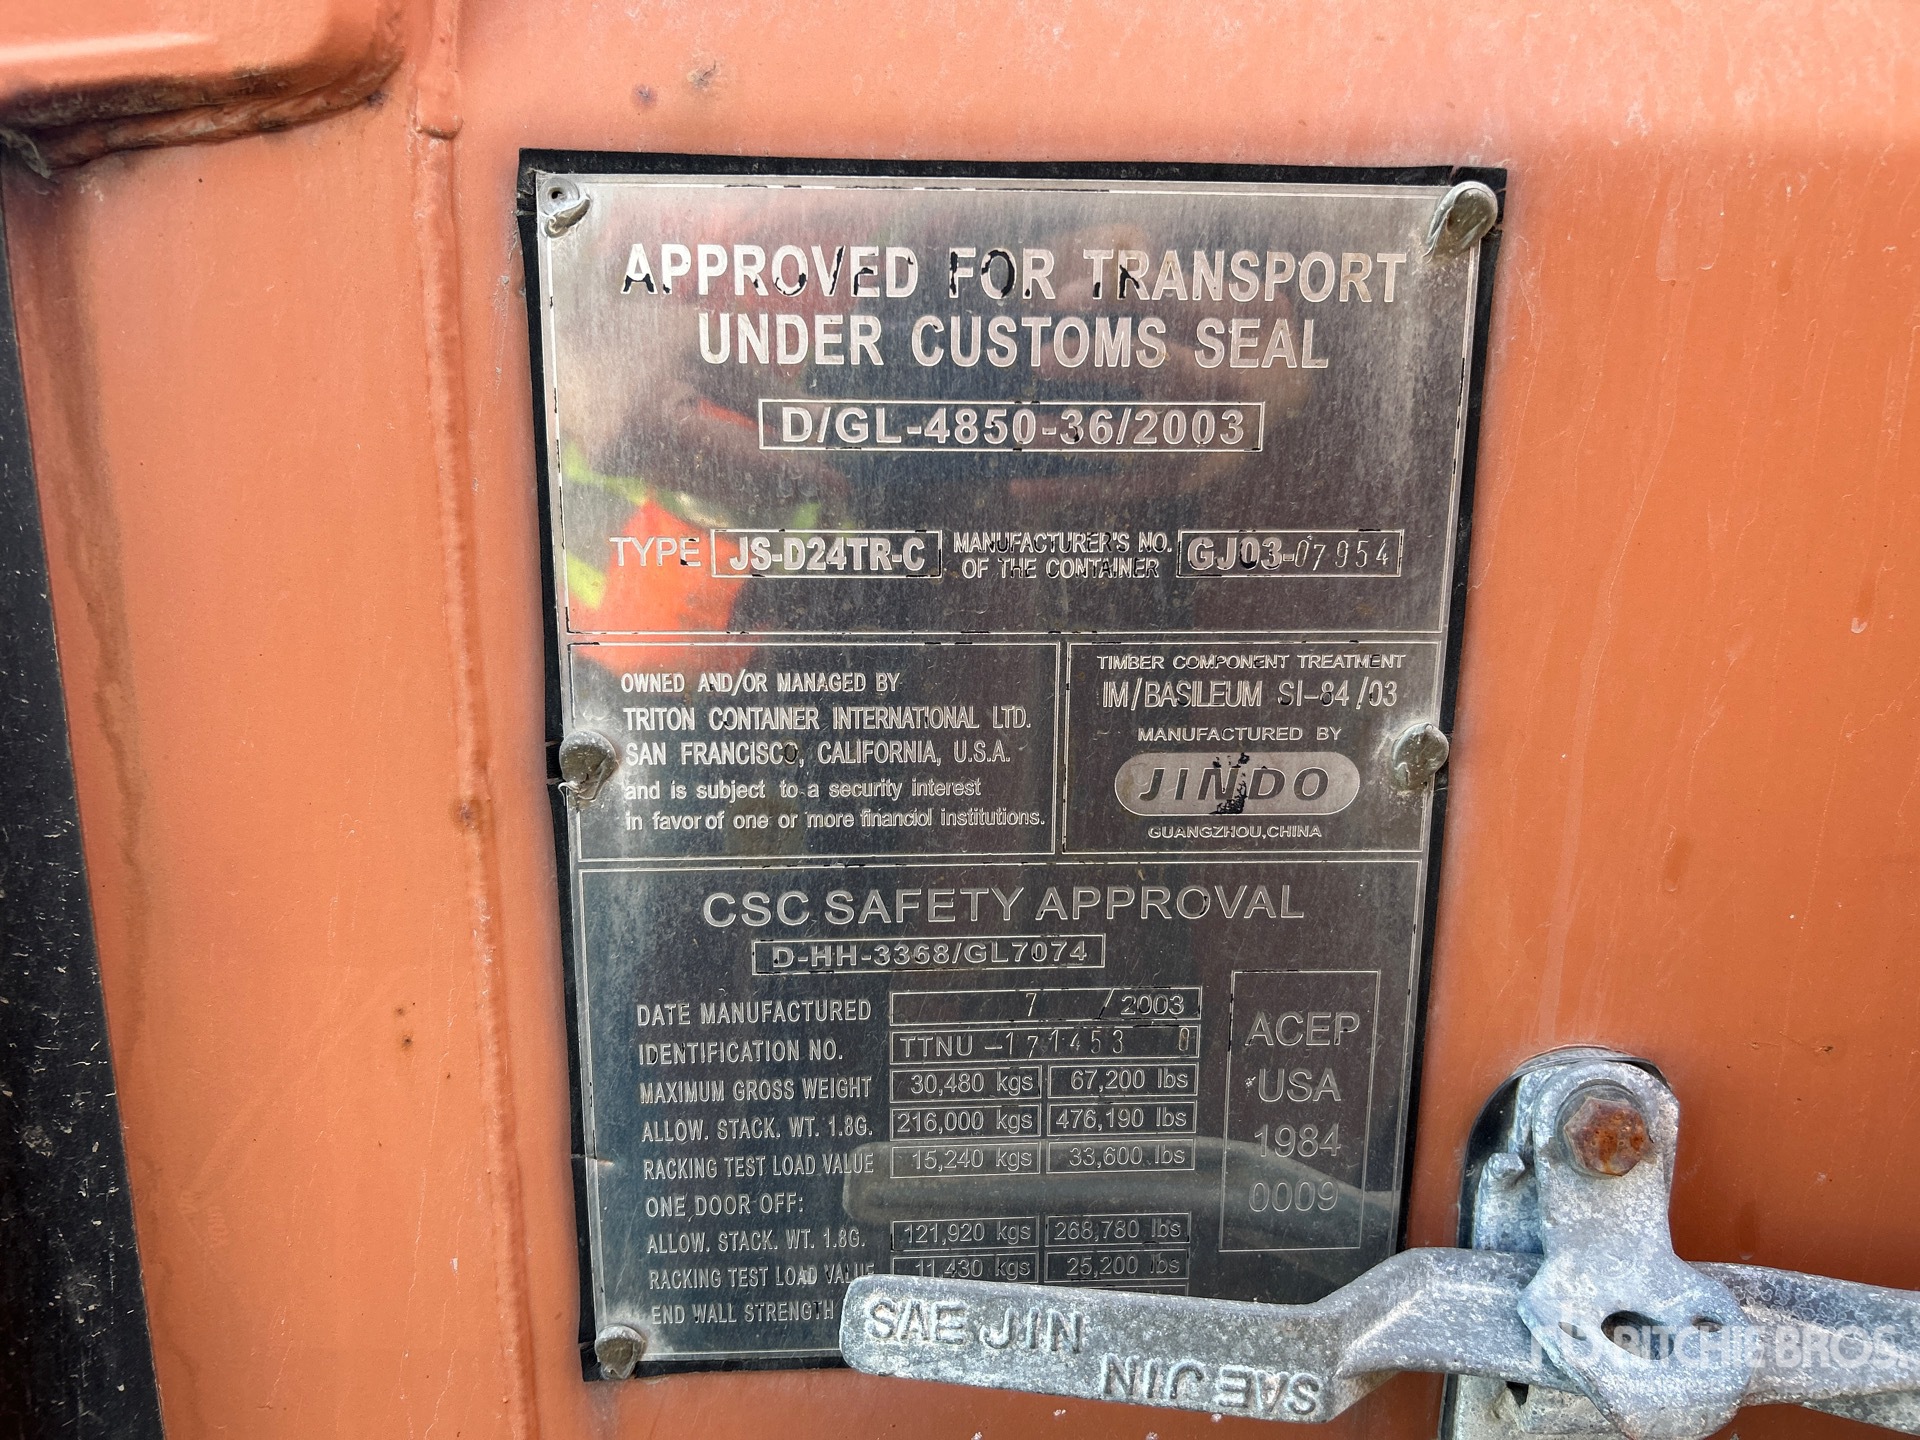 APPROVED FOR TRANSPORT
UNDER CUSTOMS SEAL
D/GL-4850-36/2003
TYPE JS-D24TR-C MANUFACTURER'S NO. OF THE CONTAINER GJ03-07954
OWNED AND/OR MANAGED BY
TRITON CONTAINER INTERNATIONAL LTD.
SAN FRANCISCO, CALIFORNIA, U.S.A.
and is subject to a security interest
in favor of one or more financial institutions.
TIMBER COMPONENT TREATMENT
IM/BASILEUM SI-84/03
MANUFACTURED BY
JINDO
GUANGZHOU,CHINA
CSC SAFETY APPROVAL
D-HH-3368/GL7074
DATE MANUFACTURED 7 / 2003
IDENTIFICATION NO. TTNU-171453 0
MAXIMUM GROSS WEIGHT 30,480 kgs 67,200 lbs
ALLOW. STACK. WT. 1.8G. 216,000 kgs 476,190 lbs
RACKING TEST LOAD VALUE 15,240 kgs 33,600 lbs
ONE DOOR OFF:
ALLOW. STACK. WT. 1.8G. 121,920 kgs 268,780 lbs
RACKING TEST LOAD VALUE 11,430 kgs 25,200 lbs
END WALL STRENGTH
ACEP
USA
1984
0009
SAE JIN
SAE JIN
RITCHIE BROS.